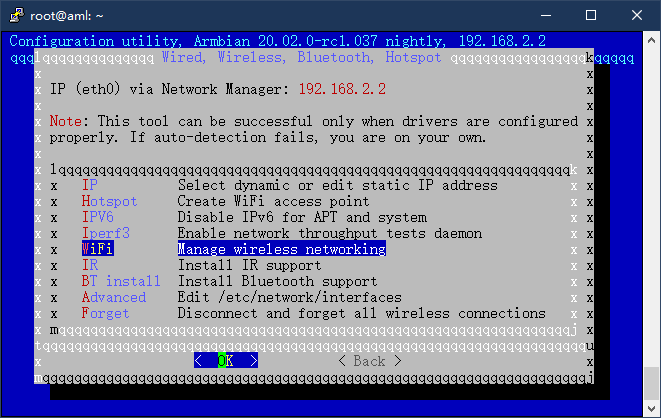 root@aml: ~
Configuration utility, Armbian 20.02.0-rc1.037 nightly, 192.168.2.2
qqqlqqqqqqqqqqqqqq Wired, Wireless, Bluetooth, Hotspot qqqqqqqqqqqqqqqqqkqqqqq
x x
x IP (eth0) via Network Manager: 192.168.2.2 x
x x
x Note: This tool can be successful only when drivers are configured x
x properly. If auto-detection fails, you are on your own. x
x x
x lqqqqqqqqqqqqqqqqqqqqqqqqqqqqqqqqqqqqqqqqqqqqqqqqqqqqqqqqqqqqqqqqk x
x x IP Select dynamic or edit static IP address x x
x x Hotspot Create WiFi access point x x
x x IPV6 Disable IPv6 for APT and system x x
x x Iperf3 Enable network throughput tests daemon x x
x x WiFi Manage wireless networking x x
x x IR Install IR support x x
x x BT install Install Bluetooth support x x
x x Advanced Edit /etc/network/interfaces x x
x x Forget Disconnect and forget all wireless connections x x
x mqqqqqqqqqqqqqqqqqqqqqqqqqqqqqqqqqqqqqqqqqqqqqqqqqqqqqqqqqqqqqqqqj x
tqqqqqqqqqqqqqqqqqqqqqqqqqqqqqqqqqqqqqqqqqqqqqqqqqqqqqqqqqqqqqqqqqqqqu
x < OK > < Back > x
mqqqqqqqqqqqqqqqqqqqqqqqqqqqqqqqqqqqqqqqqqqqqqqqqqqqqqqqqqqqqqqqqqqqqj